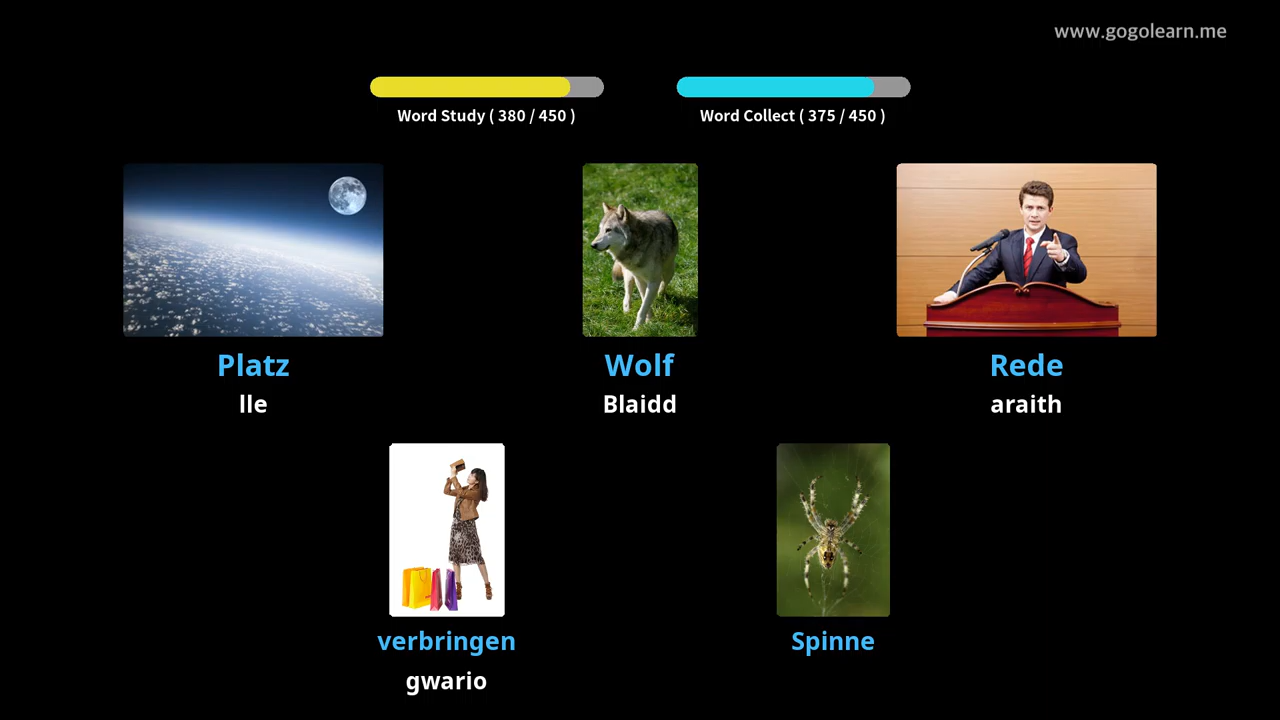 www.gogolearn.me
Word Study ( 380 / 450 )
Word Collect ( 375 / 450 )
Platz
lle
Wolf
Blaidd
Rede
araith
verbringen
gwario
Spinne